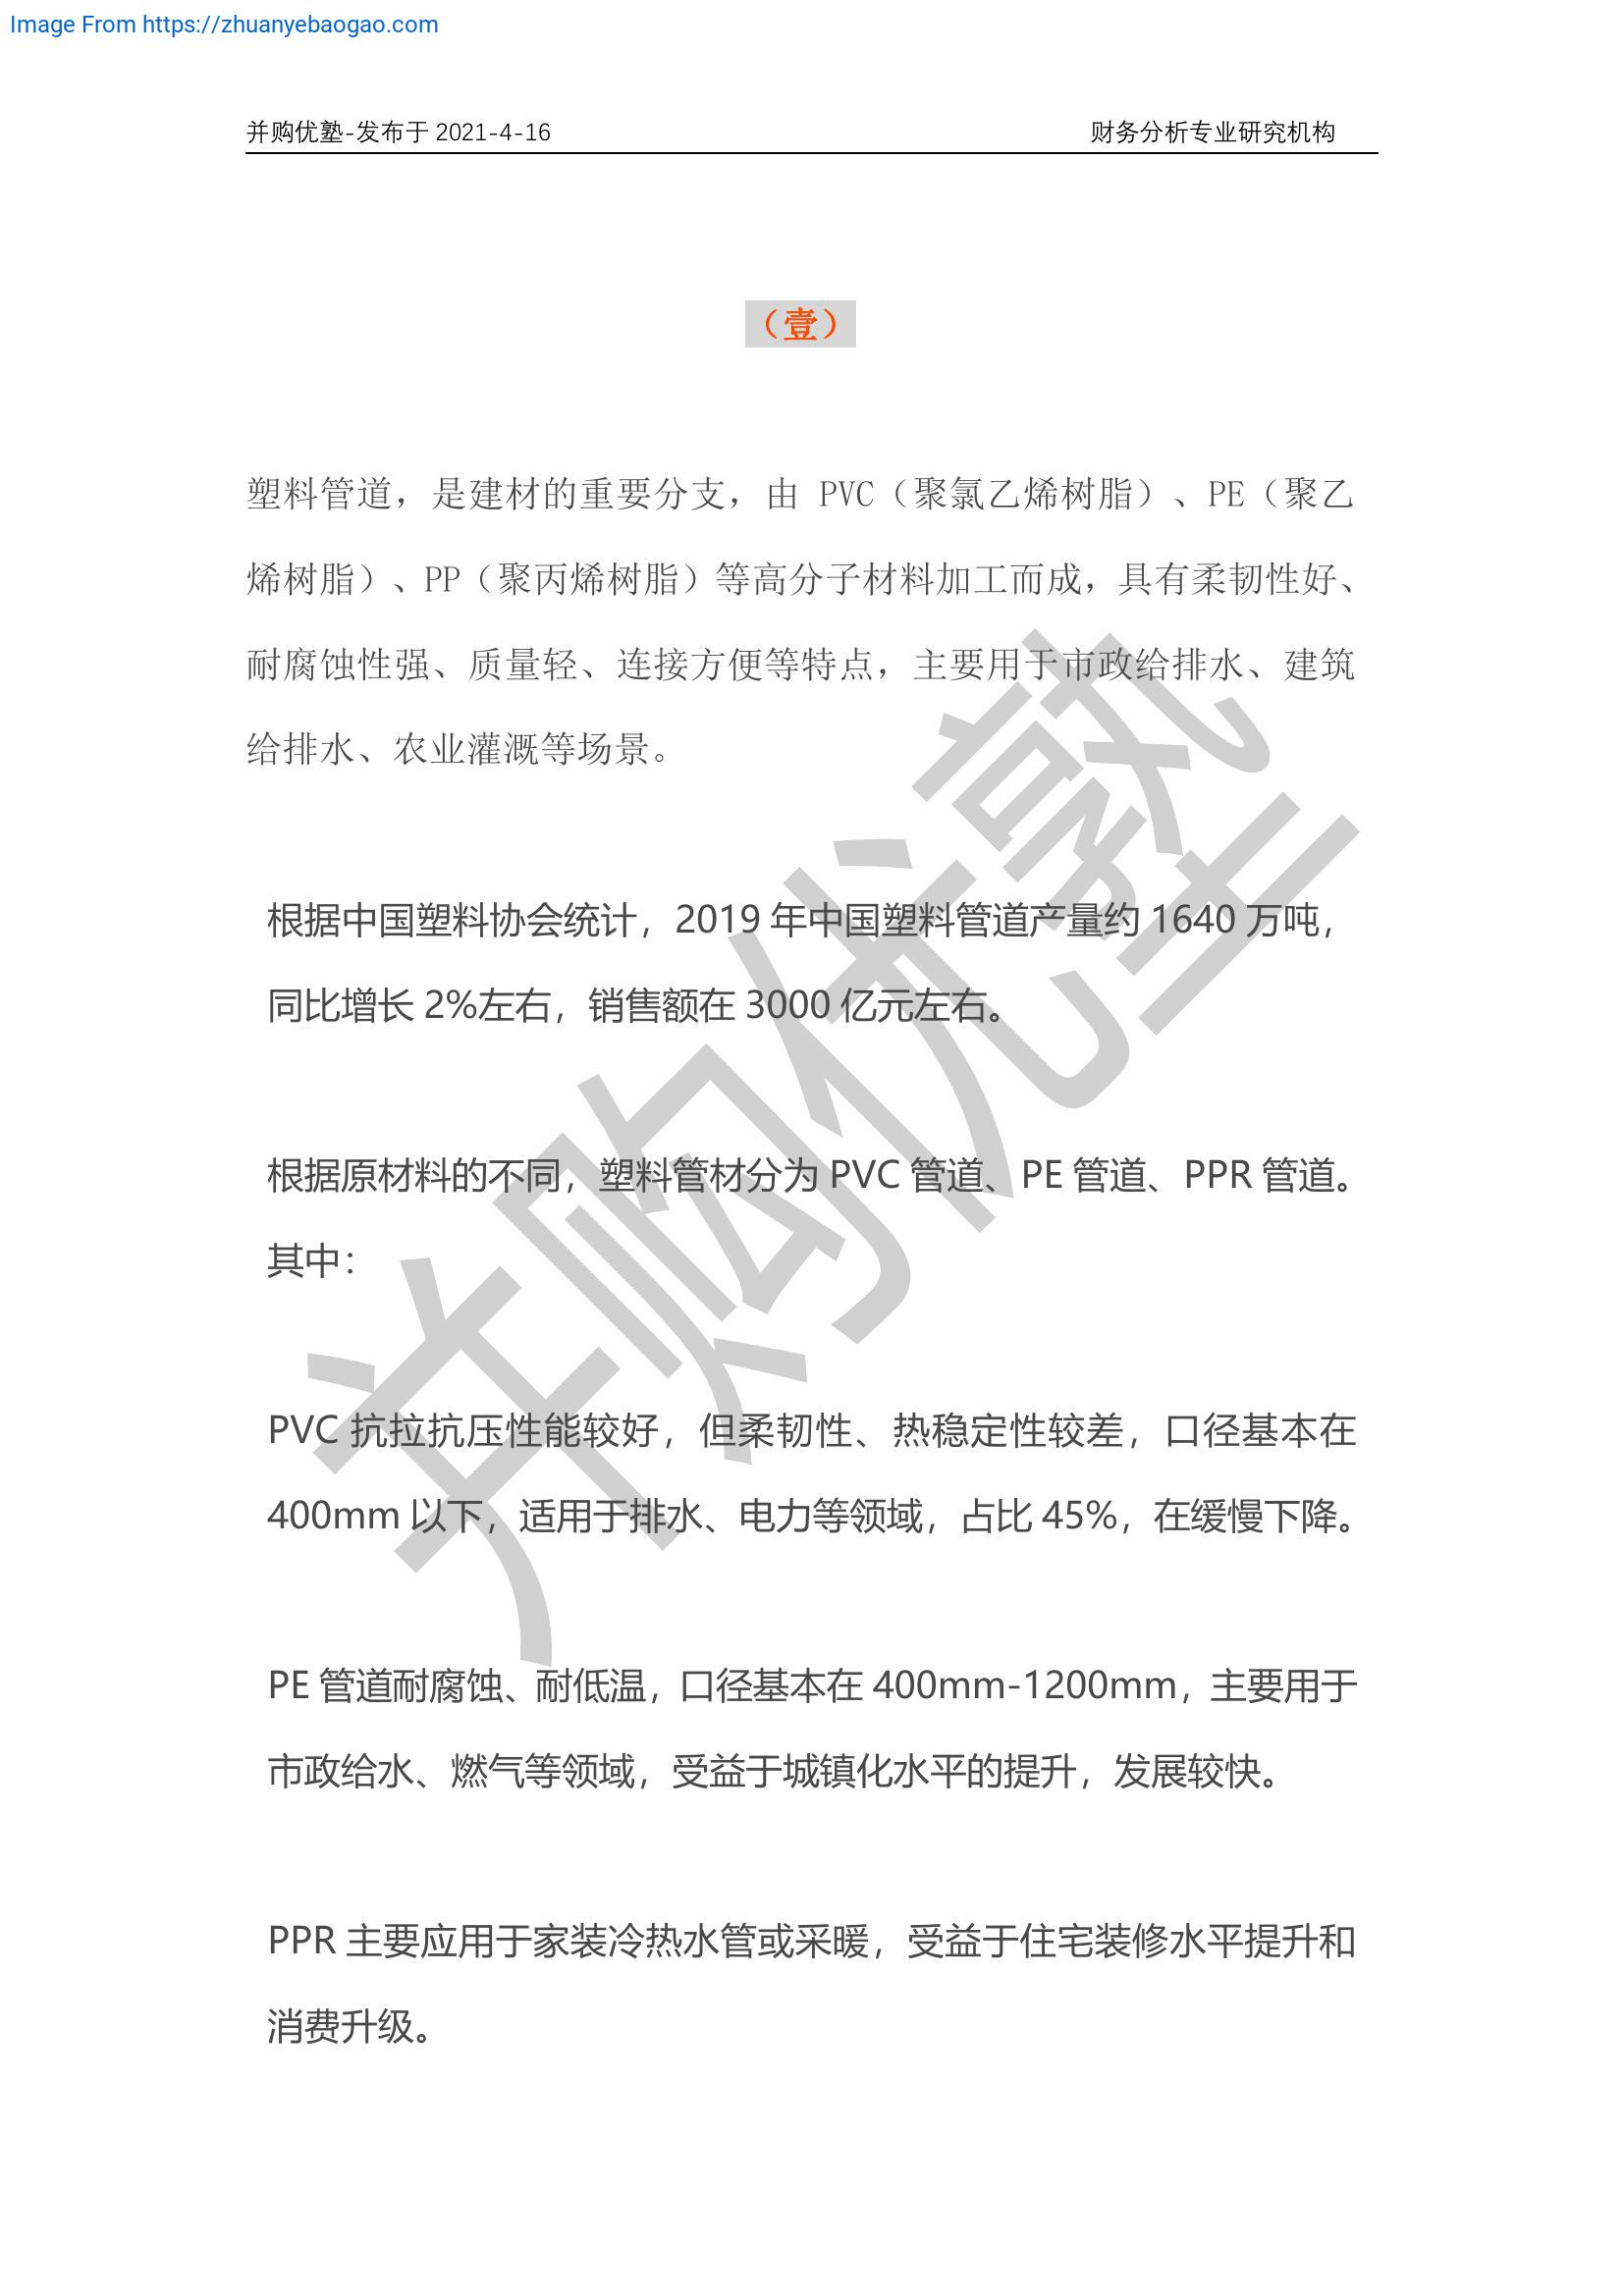 Image From https://zhuanyebaogao.com
并购优塾-发布于 2021-4-16 财务分析专业研究机构
（壹）
塑料管道，是建材的重要分支，由 PVC（聚氯乙烯树脂）、PE（聚乙
烯树脂）、PP（聚丙烯树脂）等高分子材料加工而成，具有柔韧性好、
耐腐蚀性强、质量轻、连接方便等特点，主要用于市政给排水、建筑
给排水、农业灌溉等场景。
根据中国塑料协会统计，2019 年中国塑料管道产量约 1640 万吨，
同比增长 2%左右，销售额在 3000 亿元左右。
根据原材料的不同，塑料管材分为 PVC 管道、PE 管道、PPR 管道。
其中：
PVC 抗拉抗压性能较好，但柔韧性、热稳定性较差，口径基本在
400mm 以下，适用于排水、电力等领域，占比 45%，在缓慢下降。
PE 管道耐腐蚀、耐低温，口径基本在 400mm-1200mm，主要用于
市政给水、燃气等领域，受益于城镇化水平的提升，发展较快。
PPR 主要应用于家装冷热水管或采暖，受益于住宅装修水平提升和
消费升级。
并购优塾